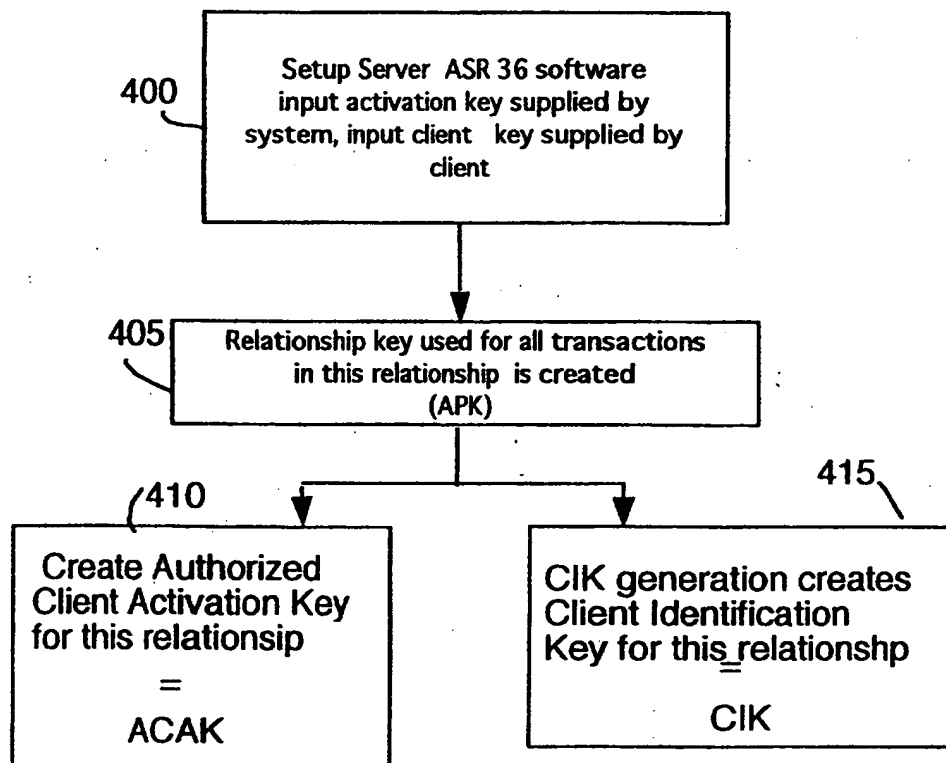 400
Setup Server ASR 36 software
input activation key supplied by
system, input client key supplied by
client
405
Relationship key used for all transactions
in this relationship is created
(APK)
410
Create Authorized
Client Activation Key
for this relationsip
=
ACAK
415
CIK generation creates
Client Identification
Key for this relationshp
=
CIK